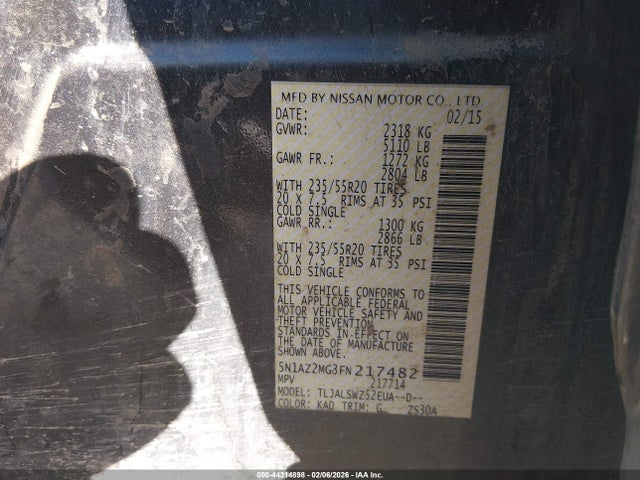 MFD BY NISSAN MOTOR CO., LTD
DATE: 02/15
GVWR: 2318 KG
5110 LB
GAWR FR.: 1272 KG
2804 LB
WITH 235/55R20 TIRES
20 X 7.5 RIMS AT 35 PSI
COLD SINGLE
GAWR RR.: 1300 KG
2866 LB
WITH 235/55R20 TIRES
20 X 7.5 RIMS AT 35 PSI
COLD SINGLE
THIS VEHICLE CONFORMS TO
ALL APPLICABLE FEDERAL
MOTOR VEHICLE SAFETY AND
THEFT PREVENTION
STANDARDS IN EFFECT ON
THE DATE OF MANUFACTURE
SHOWN ABOVE.
5N1AZ2MG3FN217482
MPV 217714
MODEL: TLJALSWZ52EUA--D--
COLOR: KAD TRIM: G ZS30A
000-44314898 - 02/06/2026 - IAA Inc.